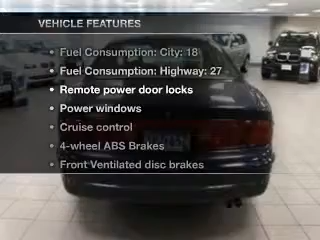 VEHICLE FEATURES
• Fuel Consumption: City: 18
• Fuel Consumption: Highway: 27
• Remote power door locks
• Power windows
• Cruise control
• 4-wheel ABS Brakes
• Front Ventilated disc brakes